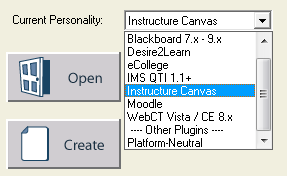 Current Personality: Instructure Canvas
Blackboard 7.x - 9.x
Desire2Learn
eCollege
IMS QTI 1.1+
Instructure Canvas
Moodle
WebCT Vista / CE 8.x
---- Other Plugins ----
Platform-Neutral
Open
Create